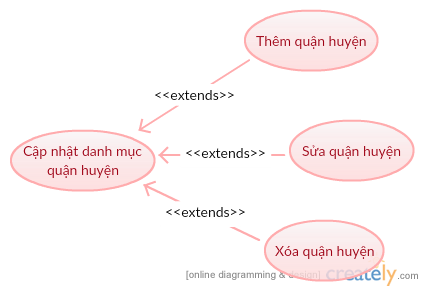 Thêm quận huyện
<<extends>>
Cập nhật danh mục
quận huyện
<<extends>>
Sửa quận huyện
<<extends>>
Xóa quận huyện
[online diagramming & design] creately.com